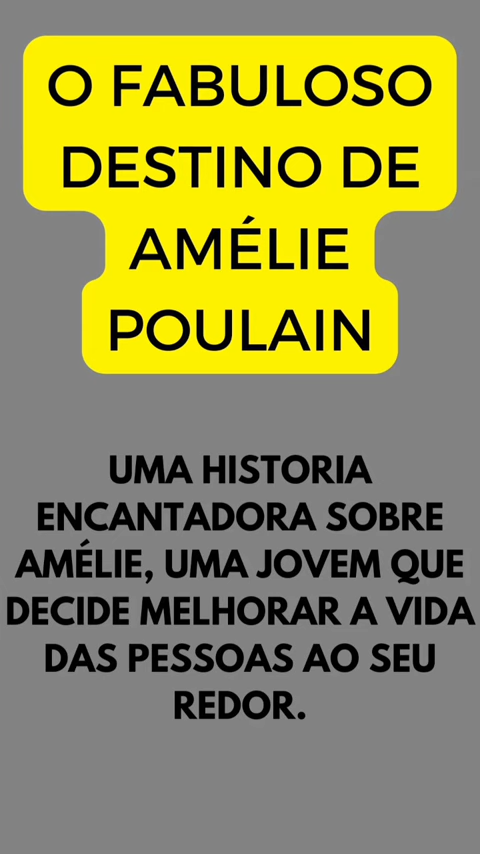 O FABULOSO
DESTINO DE
AMÉLIE
POULAIN
UMA HISTORIA
ENCANTADORA SOBRE
AMÉLIE, UMA JOVEM QUE
DECIDE MELHORAR A VIDA
DAS PESSOAS AO SEU
REDOR.